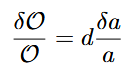 δ𝒪/𝒪 = d δa/a